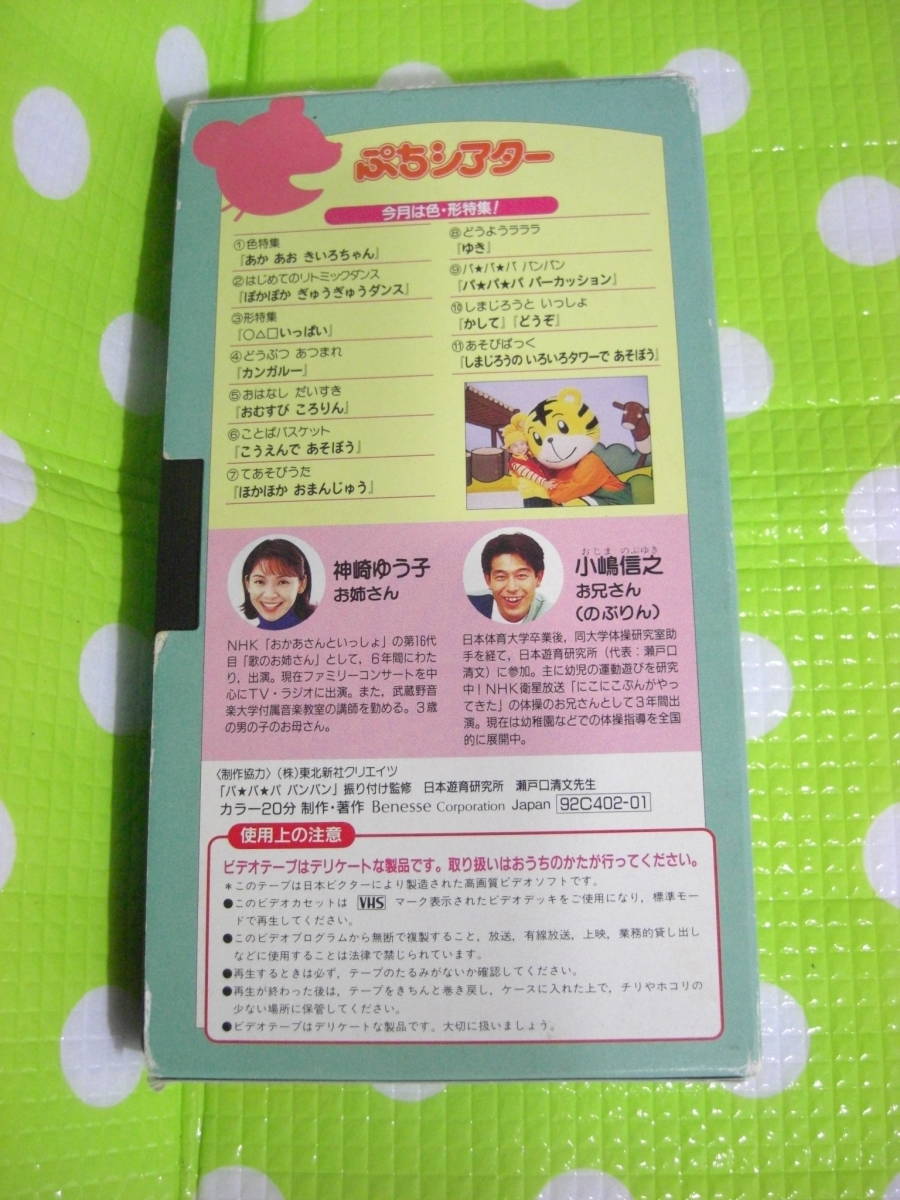 ぷちシアター
今月は色・形特集!
①色特集
『あか あお きいろちゃん』
②はじめてのリトミックダンス
『ぽかぽか ぎゅうぎゅうダンス』
③形特集
『○△□いっぱい』
④どうぶつ あつまれ
『カンガルー』
⑤おはなし だいすき
『おむすび ころりん』
⑥ことばバスケット
『こうえんで あそぼう』
⑦てあそびうた
『ほかほか おまんじゅう』
⑧どうようララララ
『ゆき』
⑨パ★パ★パ パンパン
『パ★パ★パ パーカッション』
⑩しまじろうと いっしょ
『かして』『どうぞ』
⑪あそびぱっく
『しまじろうの いろいろタワーで あそぼう』
神崎ゆう子
お姉さん
NHK「おかあさんといっしょ」の第16代
目「歌のお姉さん」として，6年間にわた
り，出演。現在ファミリーコンサートを中
心にTV・ラジオに出演。また，武蔵野音
楽大学付属音楽教室の講師を勤める。3歳
の男の子のお母さん。
おじま のぶゆき
小嶋信之
お兄さん
(のぶりん)
日本体育大学卒業後，同大学体操研究室助
手を経て，日本遊育研究所（代表：瀬戸口
清文）に参加。主に幼児の運動遊びを研究
中！NHK衛星放送「にこにこぷんがやっ
てきた」の体操のお兄さんとして3年間出
演。現在は幼稚園などでの体操指導を全国
的に展開中。
〈制作協力〉（株）東北新社クリエイツ
「パ★パ★パ パンパン」振り付け監修 日本遊育研究所 瀬戸口清文先生
カラー20分 制作・著作 Benesse Corporation Japan 92C402-01
使用上の注意
ビデオテープはデリケートな製品です。取り扱いはおうちのかたが行ってください。
＊このテープは日本ビクターにより製造された高画質ビデオソフトです。
●このビデオカセットは VHS マーク表示されたビデオデッキをご使用になり，標準モー
ドで再生してください。
●このビデオプログラムから無断で複製すること，放送，有線放送，上映，業務的貸し出し
などに使用することは法律で禁じられています。
●再生するときは必ず，テープのたるみがないか確認してください。
●再生が終わった後は，テープをきちんと巻き戻し，ケースに入れた上で，チリやホコリの
少ない場所に保管してください。
●ビデオテープはデリケートな製品です。大切に扱いましょう。